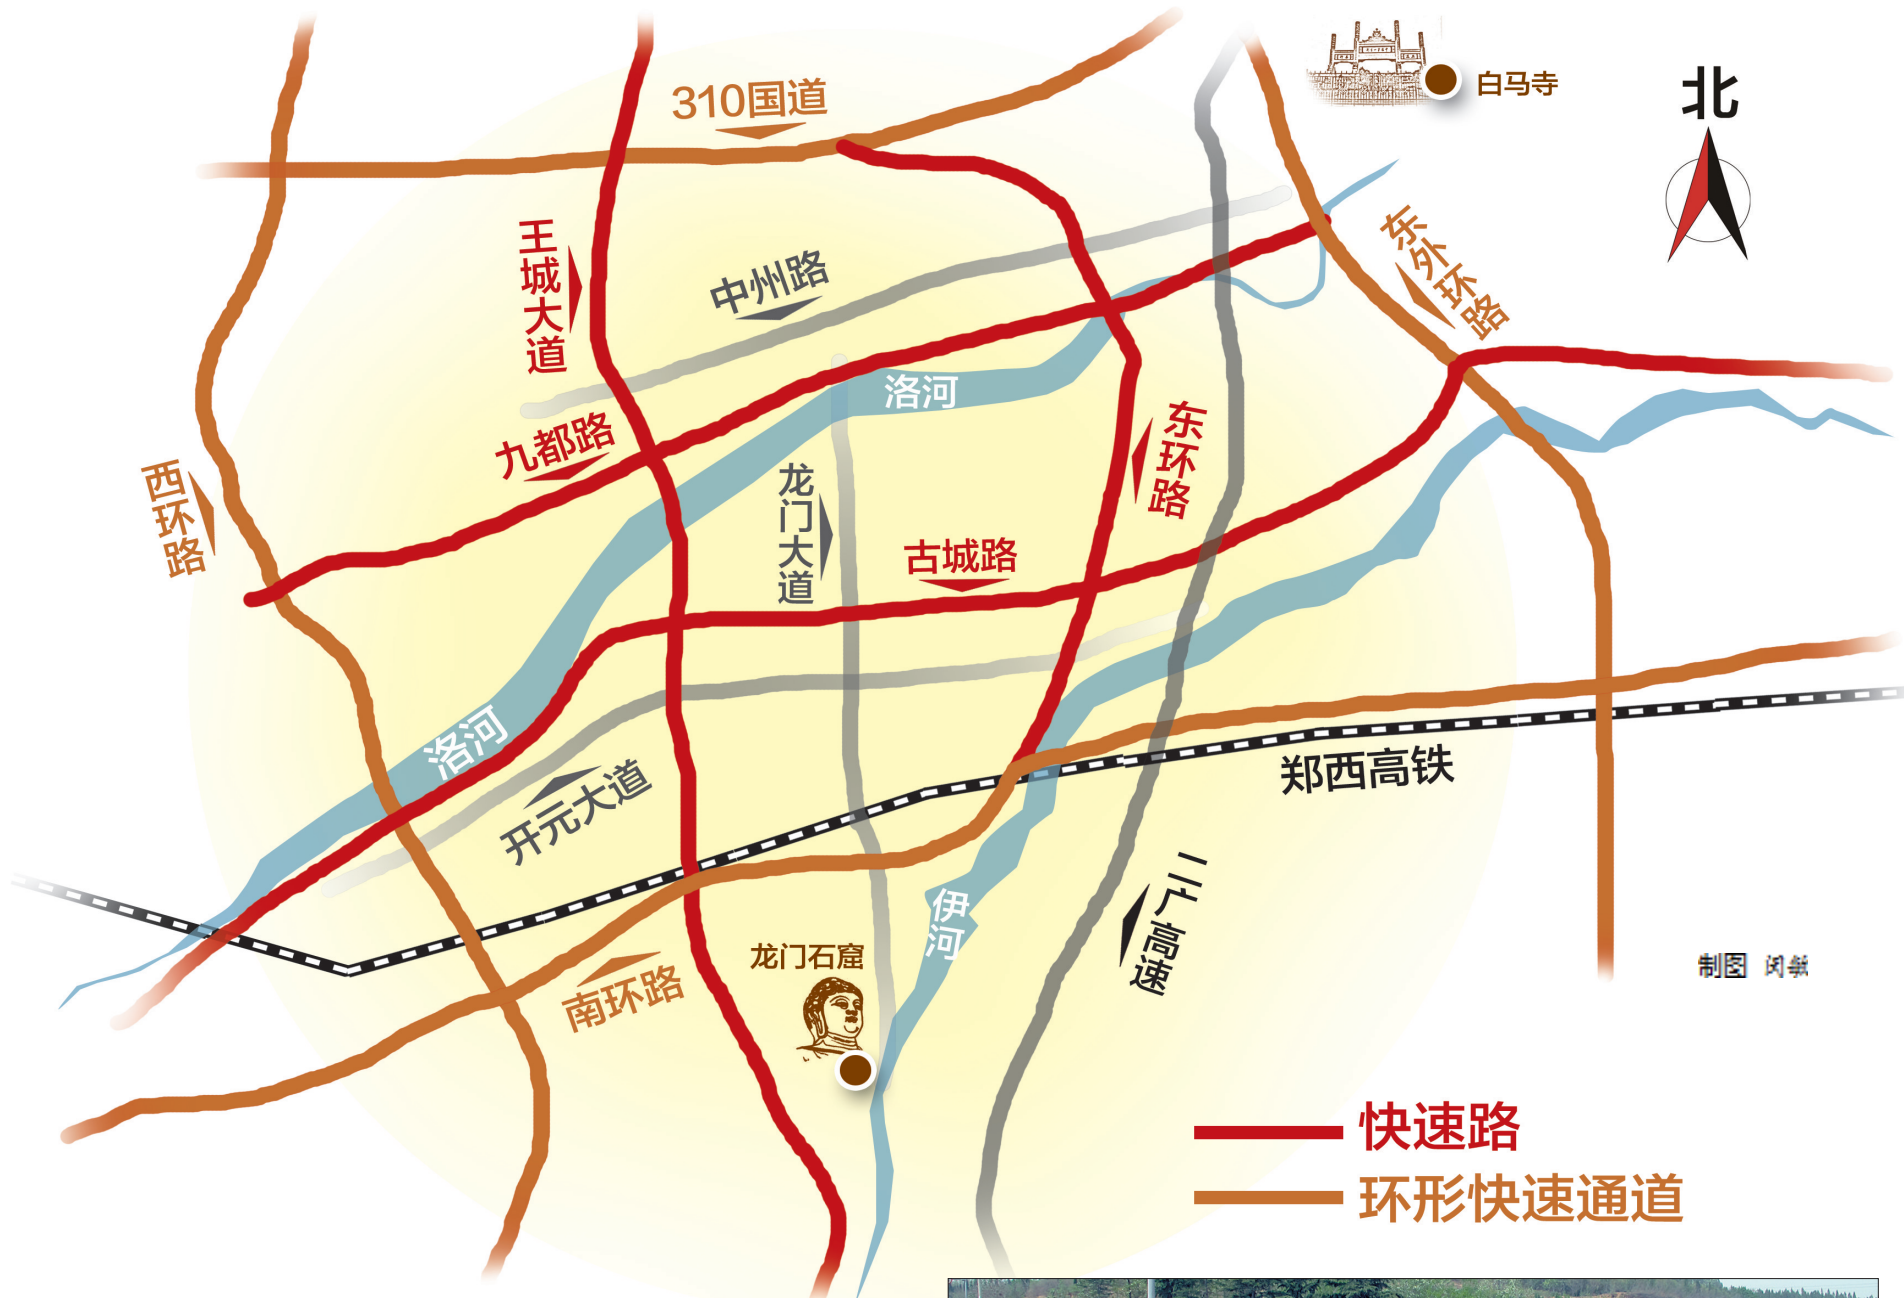 310国道
白马寺
北
王城大道
中州路
东外环路
洛河
九都路
东环路
西环路
龙门大道
古城路
洛河
开元大道
郑西高铁
二广高速
伊河
龙门石窟
南环路
制图 闵敏
快速路
环形快速通道